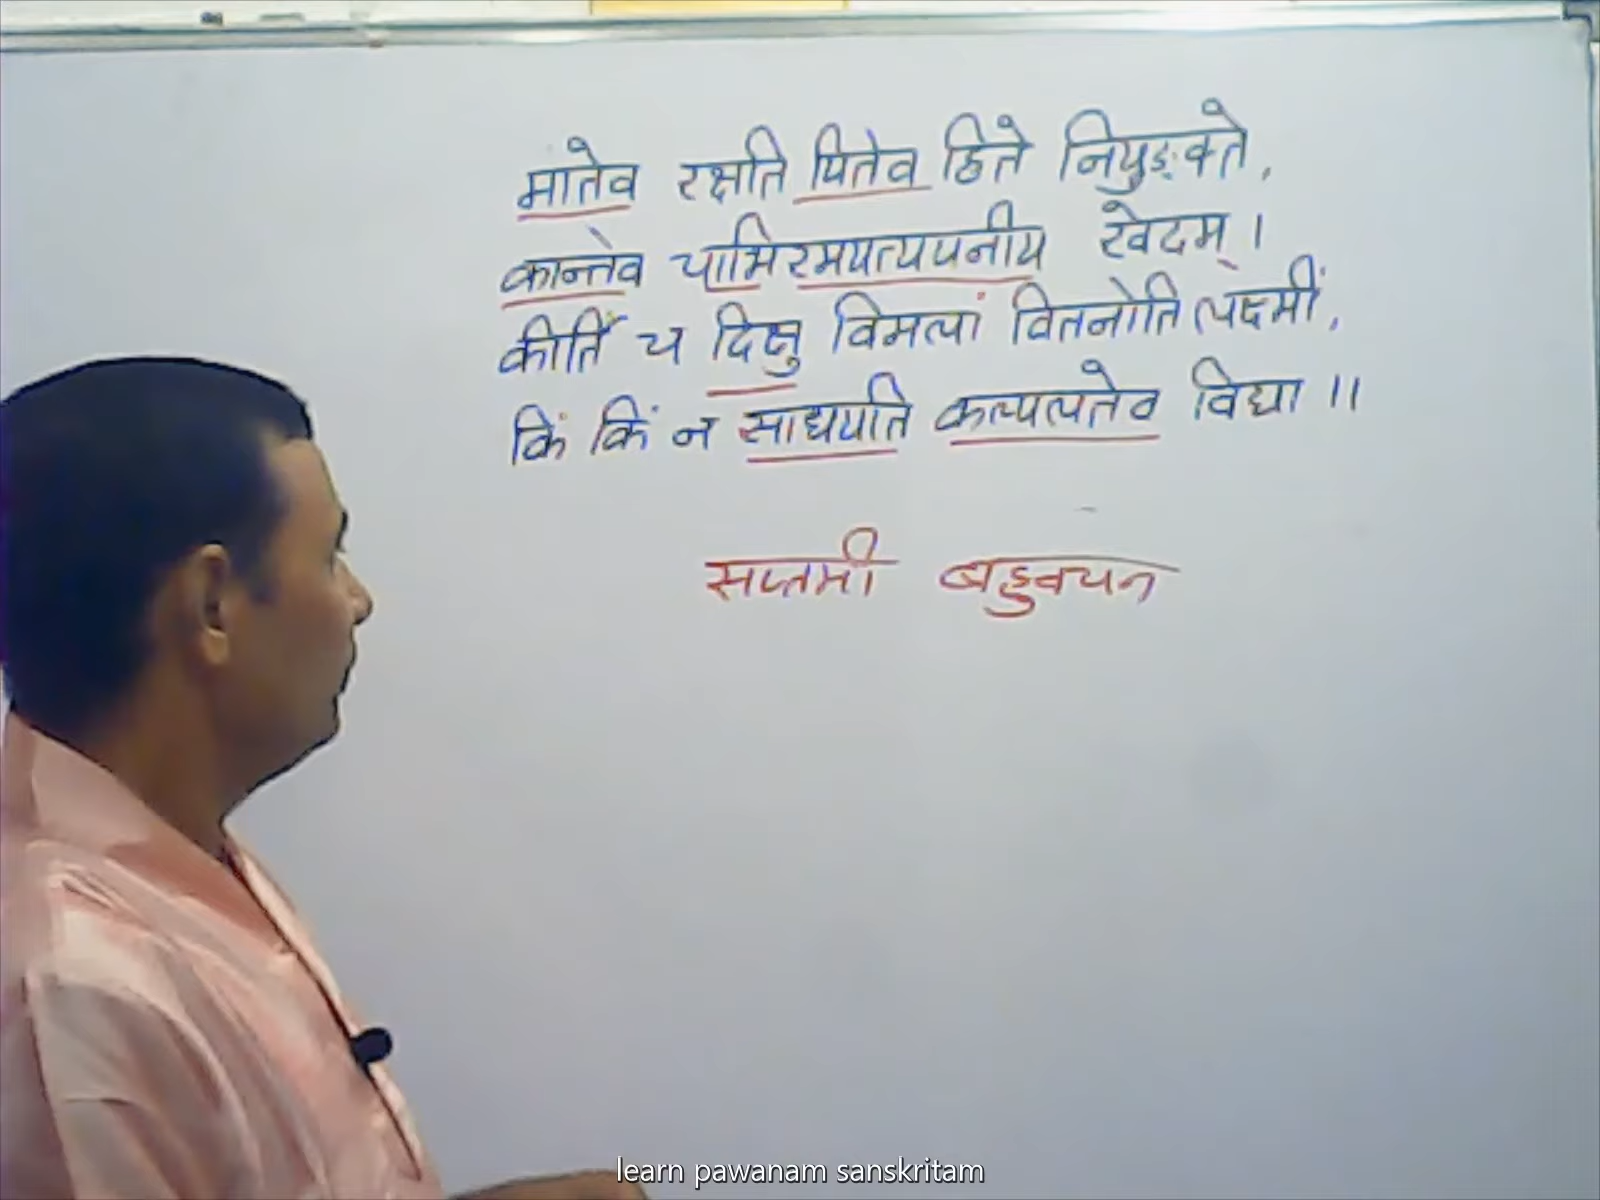 मातेव रक्षति पितेव हिते नियुङ्क्ते,
कान्तेव चाभिरमयत्यपनीय खेदम् ।
कीर्तिं च दिक्षु विमलां वितनोति लक्ष्मीं,
किं किं न साधयति कल्पलतेव विद्या ॥
सप्तमी बहुवचन
learn pawanam sanskritam